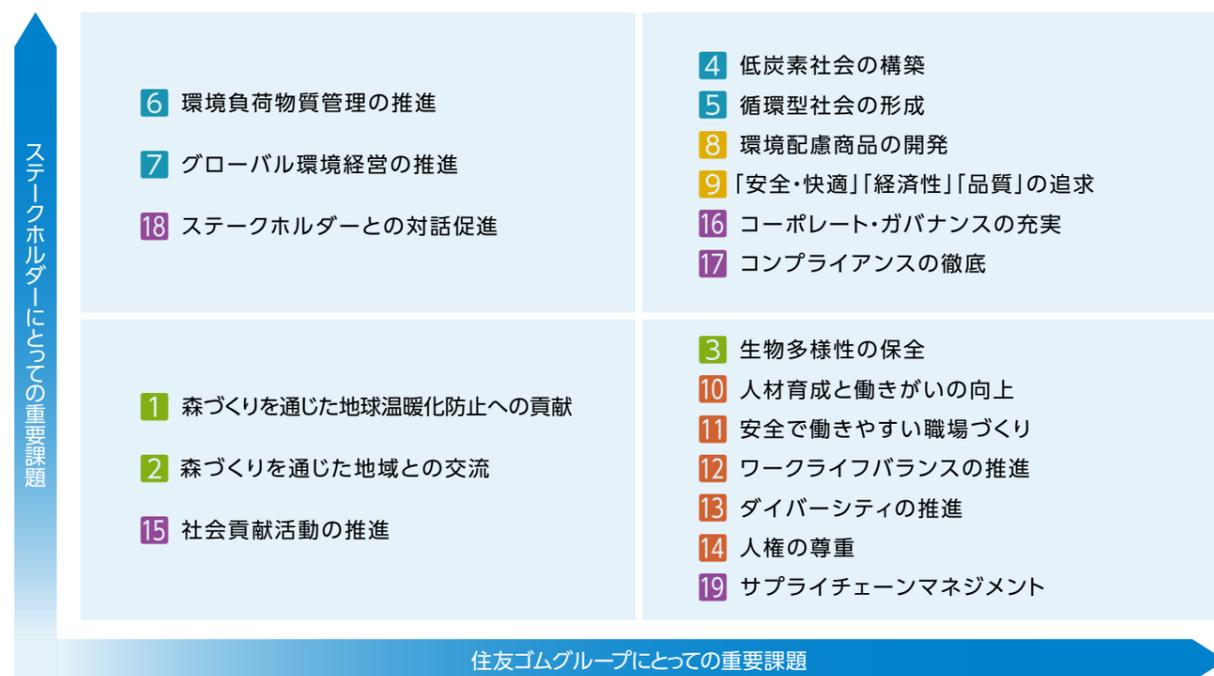 ステークホルダーにとっての重要課題
6 環境負荷物質管理の推進
7 グローバル環境経営の推進
18 ステークホルダーとの対話促進
4 低炭素社会の構築
5 循環型社会の形成
8 環境配慮商品の開発
9 「安全・快適」「経済性」「品質」の追求
16 コーポレート・ガバナンスの充実
17 コンプライアンスの徹底
1 森づくりを通じた地球温暖化防止への貢献
2 森づくりを通じた地域との交流
15 社会貢献活動の推進
3 生物多様性の保全
10 人材育成と働きがいの向上
11 安全で働きやすい職場づくり
12 ワークライフバランスの推進
13 ダイバーシティの推進
14 人権の尊重
19 サプライチェーンマネジメント
住友ゴムグループにとっての重要課題